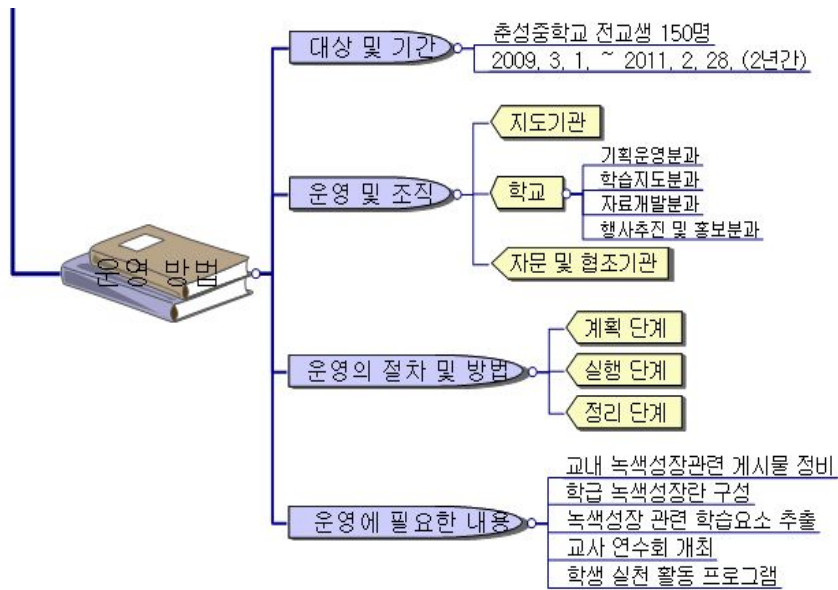 운영 방법
대상 및 기간
춘성중학교 전교생 150명
2009, 3, 1, ~ 2011, 2, 28, (2년간)
운영 및 조직
지도기관
학교
기획운영분과
학습지도분과
자료개발분과
행사추진 및 홍보분과
자문 및 협조기관
운영의 절차 및 방법
계획 단계
실행 단계
정리 단계
운영에 필요한 내용
교내 녹색성장관련 게시물 정비
학급 녹색성장란 구성
녹색성장 관련 학습요소 추출
교사 연수회 개최
학생 실천 활동 프로그램